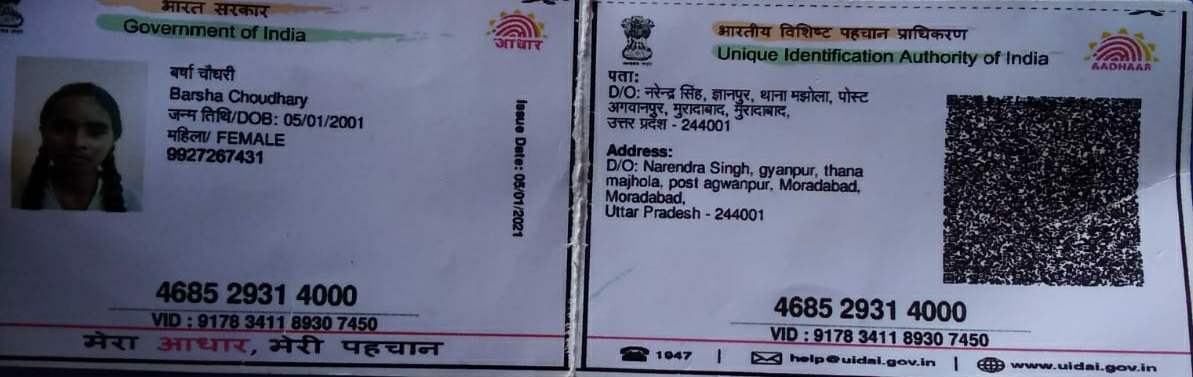 भारत सरकार
Government of India
आधार
बर्षा चौधरी
Barsha Choudhary
जन्म तिथि/DOB: 05/01/2001
महिला/ FEMALE
9927267431
Issue Date: 05/01/2021
4685 2931 4000
VID : 9178 3411 8930 7450
मेरा आधार, मेरी पहचान
भारतीय विशिष्ट पहचान प्राधिकरण
Unique Identification Authority of India
AADHAAR
पता:
D/O: नरेन्द्र सिंह, ज्ञानपुर, थाना मझोला, पोस्ट
अगवानपुर, मुरादाबाद, मुरादाबाद,
उत्तर प्रदेश - 244001
Address:
D/O: Narendra Singh, gyanpur, thana
majhola, post agwanpur, Moradabad,
Moradabad,
Uttar Pradesh - 244001
4685 2931 4000
VID : 9178 3411 8930 7450
1947 | help@uidai.gov.in | www.uidai.gov.in